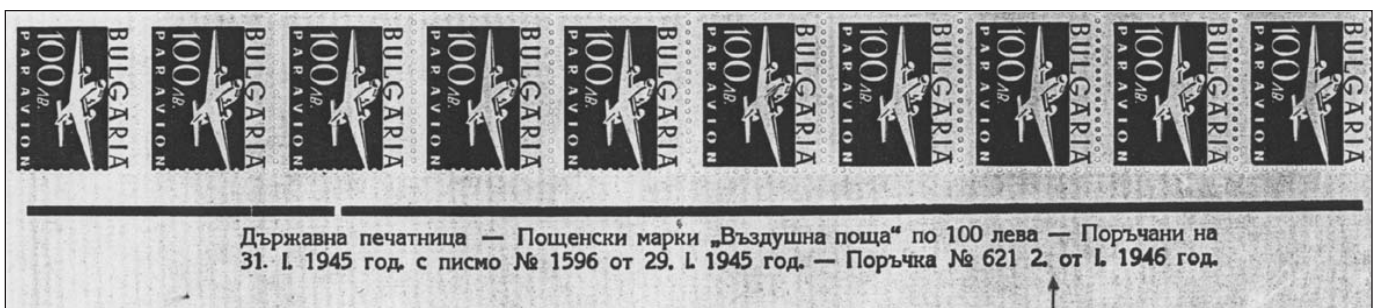 BULGARIA
100 ЛВ.
PAR AVION
BULGARIA
100 ЛВ.
PAR AVION
BULGARIA
100 ЛВ.
PAR AVION
BULGARIA
100 ЛВ.
PAR AVION
BULGARIA
100 ЛВ.
PAR AVION
BULGARIA
100 ЛВ.
PAR AVION
BULGARIA
100 ЛВ.
PAR AVION
BULGARIA
100 ЛВ.
PAR AVION
BULGARIA
100 ЛВ.
PAR AVION
BULGARIA
100 ЛВ.
PAR AVION
Държавна печатница — Пощенски марки „Въздушна поща“ по 100 лева — Поръчани на
31. I. 1945 год. с писмо № 1596 от 29. I. 1945 год. — Поръчка № 621 2. от I. 1946 год.